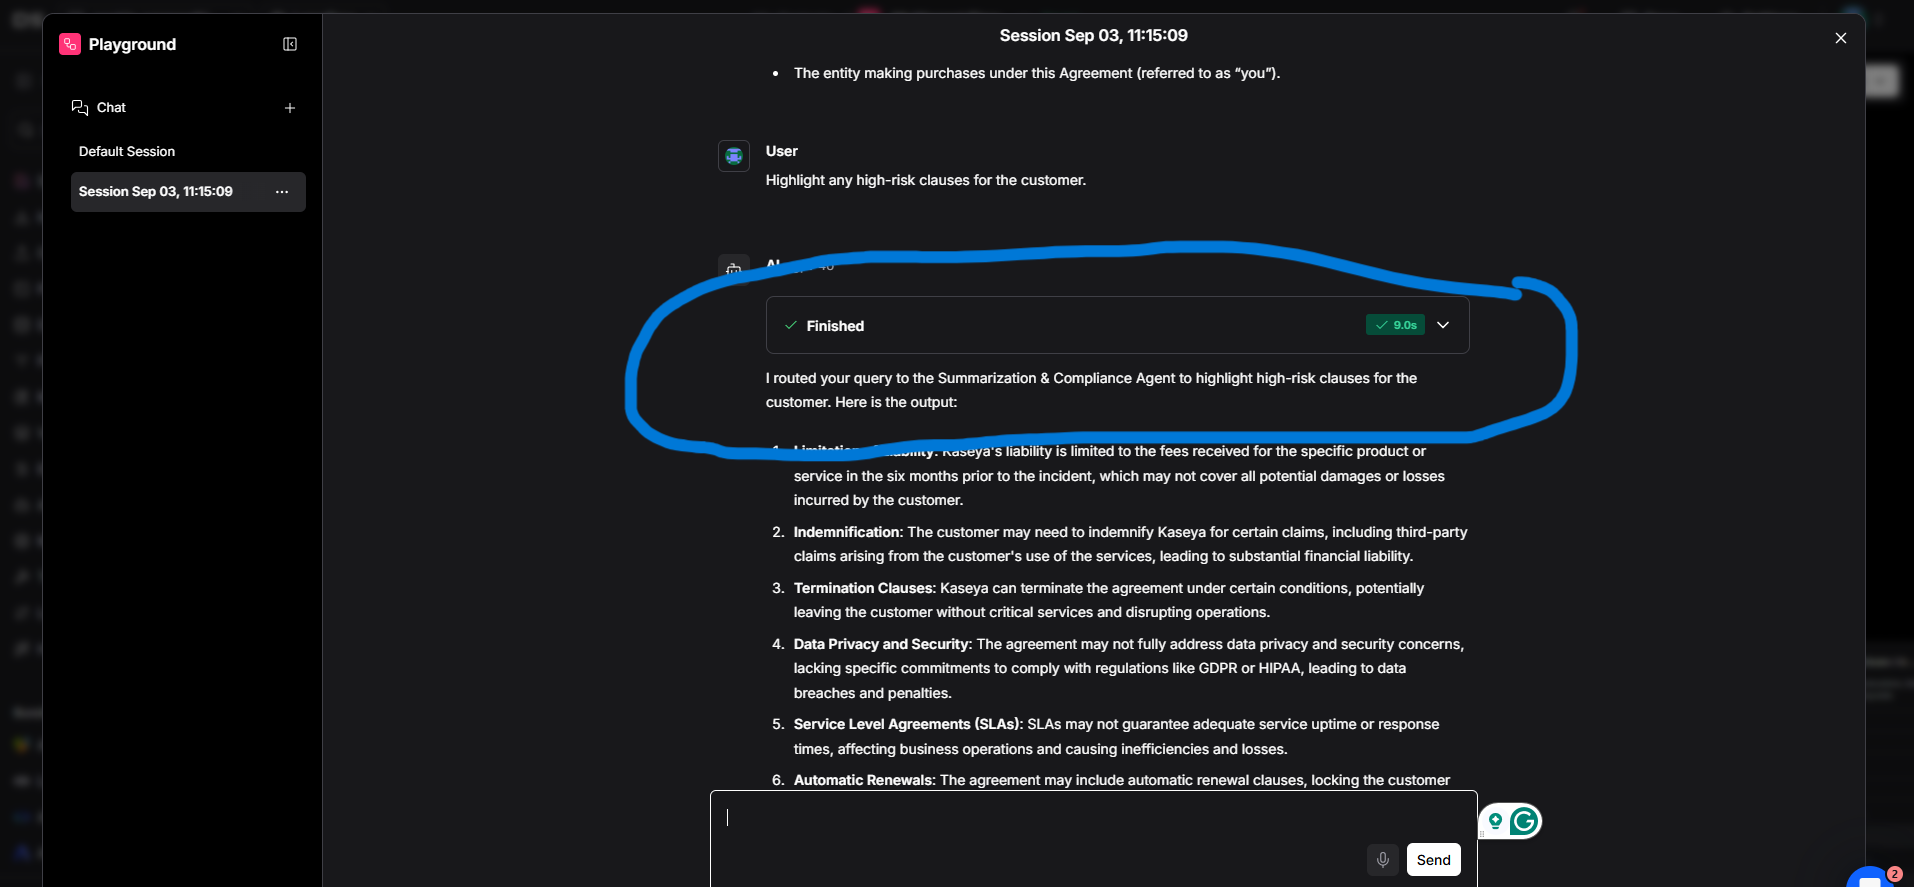 Playground
Chat
Default Session
Session Sep 03, 11:15:09
Session Sep 03, 11:15:09
• The entity making purchases under this Agreement (referred to as “you”).
User
Highlight any high-risk clauses for the customer.
AI
Finished
9.0s
I routed your query to the Summarization & Compliance Agent to highlight high-risk clauses for the
customer. Here is the output:
1. Limitation of Liability: Kaseya's liability is limited to the fees received for the specific product or
service in the six months prior to the incident, which may not cover all potential damages or losses
incurred by the customer.
2. Indemnification: The customer may need to indemnify Kaseya for certain claims, including third-party
claims arising from the customer's use of the services, leading to substantial financial liability.
3. Termination Clauses: Kaseya can terminate the agreement under certain conditions, potentially
leaving the customer without critical services and disrupting operations.
4. Data Privacy and Security: The agreement may not fully address data privacy and security concerns,
lacking specific commitments to comply with regulations like GDPR or HIPAA, leading to data
breaches and penalties.
5. Service Level Agreements (SLAs): SLAs may not guarantee adequate service uptime or response
times, affecting business operations and causing inefficiencies and losses.
6. Automatic Renewals: The agreement may include automatic renewal clauses, locking the customer
Send
2